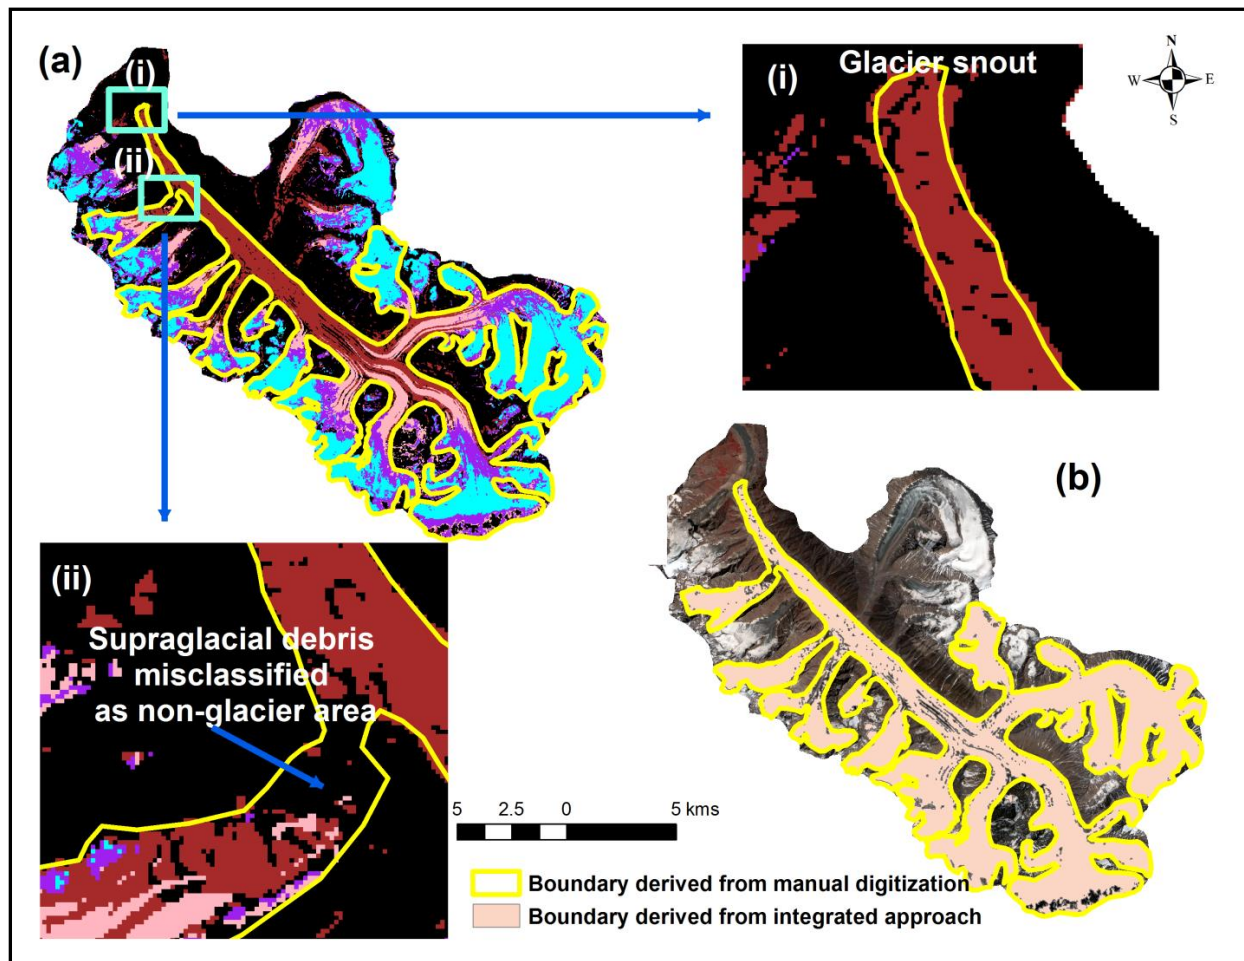 (a)
(i)
(ii)
(i)
Glacier snout
N
W
E
S
(b)
(ii)
Supraglacial debris
misclassified
as non-glacier area
5
2.5
0
5 kms
Boundary derived from manual digitization
Boundary derived from integrated approach